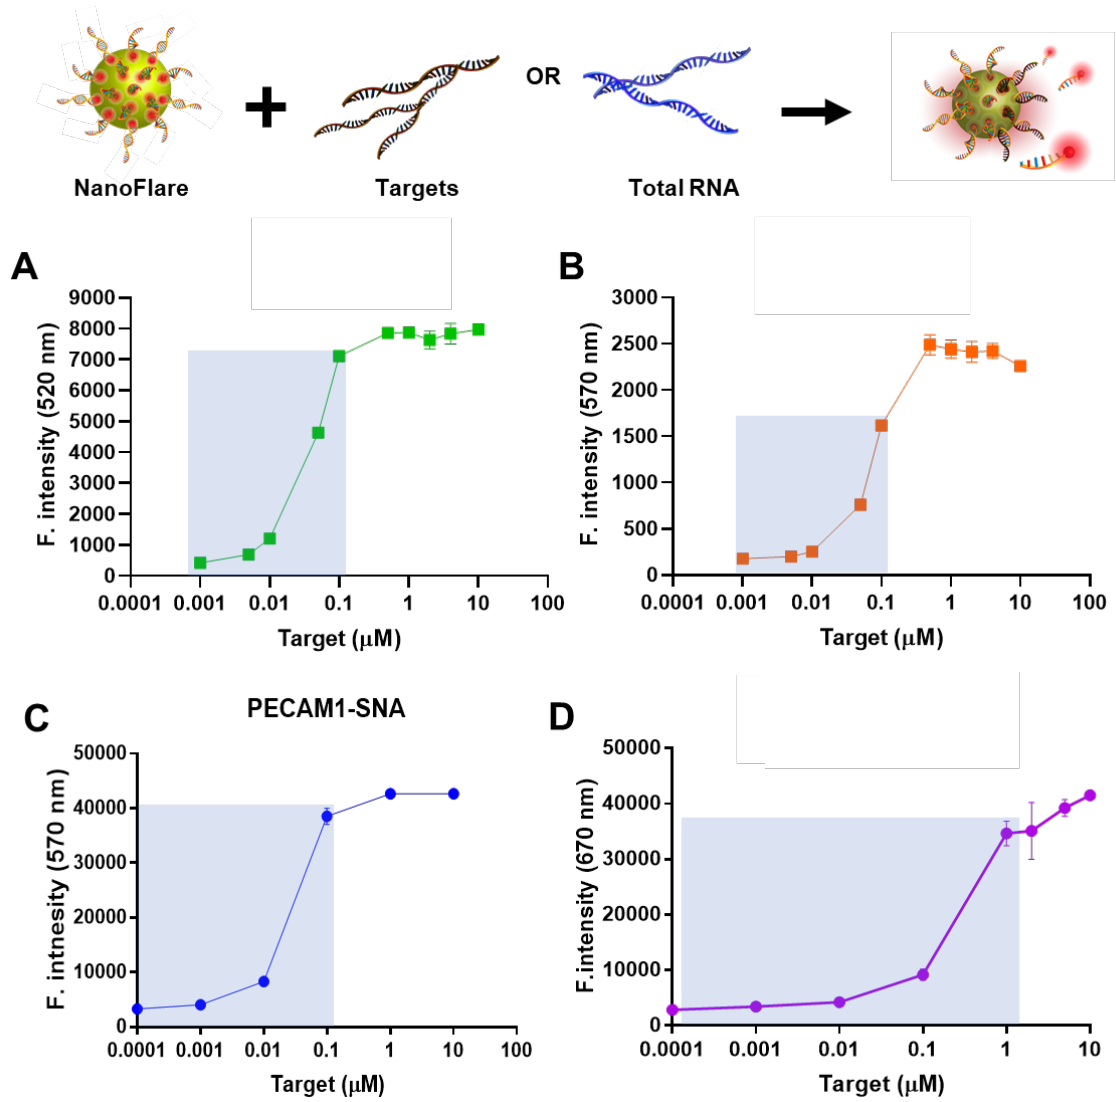 OR
NanoFlare
Targets
Total RNA
A
F. intensity (520 nm)
9000
8000
7000
6000
5000
4000
3000
2000
1000
0
0.0001 0.001 0.01 0.1 1 10 100
Target (μM)
B
F. intensity (570 nm)
3000
2500
2000
1500
1000
500
0
0.0001 0.001 0.01 0.1 1 10 100
Target (μM)
C
PECAM1-SNA
F. intnesity (570 nm)
50000
40000
30000
20000
10000
0
0.0001 0.001 0.01 0.1 1 10 100
Target (μM)
D
F.intensity (670 nm)
50000
40000
30000
20000
10000
0
0.0001 0.001 0.01 0.1 1 10
Target (μM)